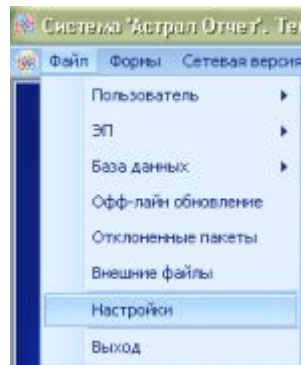 Система "Астрал Отчет". Те
Файл Формы Сетевая версия
Пользователь
ЭП
База данных
Офф-лайн обновление
Отклоненные пакеты
Внешние файлы
Настройки
Выход